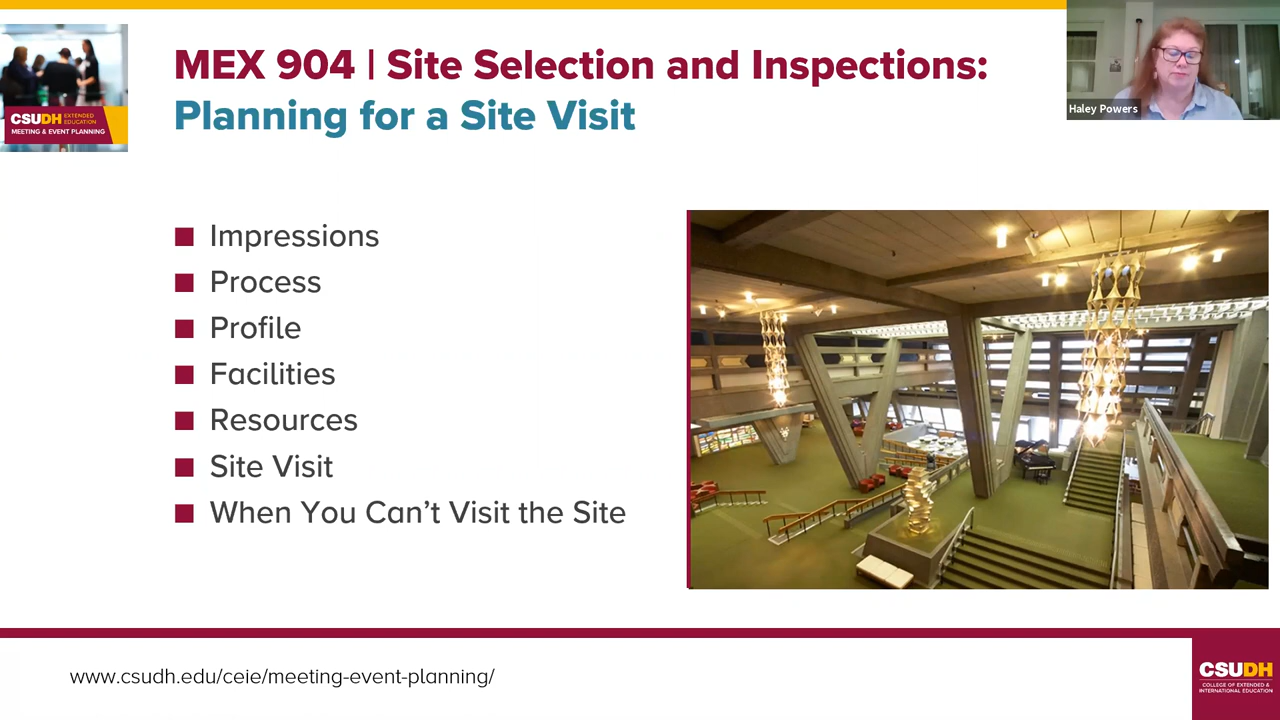 MEX 904 | Site Selection and Inspections:
Planning for a Site Visit
CSUDH EXTENDED
EDUCATION
MEETING & EVENT PLANNING
Haley Powers
Impressions
Process
Profile
Facilities
Resources
Site Visit
When You Can’t Visit the Site
www.csudh.edu/ceie/meeting-event-planning/
CSUDH
COLLEGE OF EXTENDED &
INTERNATIONAL EDUCATION